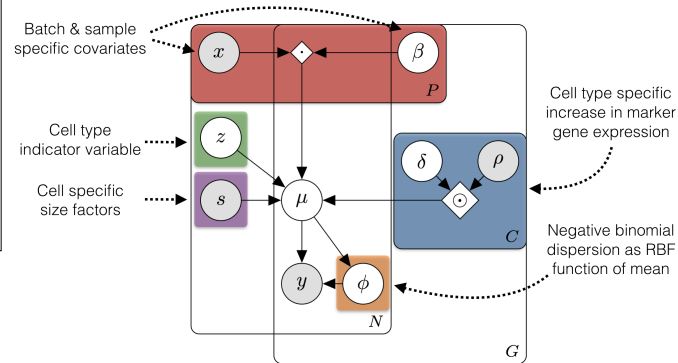 Batch & sample
specific covariates
x
·
β
P
Cell type
indicator variable
z
Cell specific
size factors
s
μ
δ
ρ
⊙
C
Cell type specific
increase in marker
gene expression
y
ϕ
N
Negative binomial
dispersion as RBF
function of mean
G